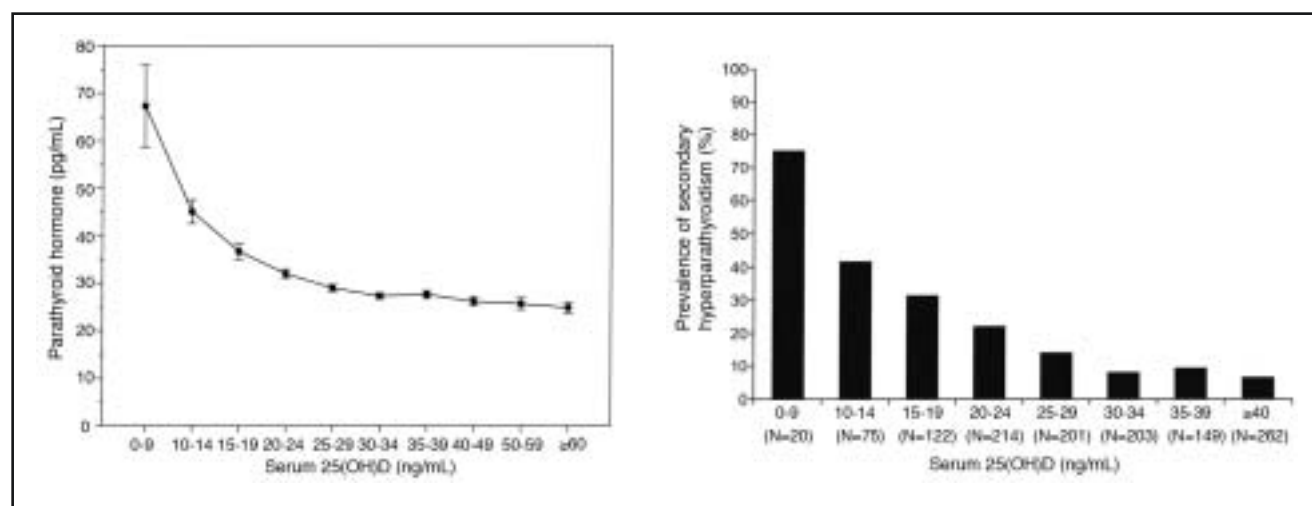 Parathyroid hormone (pg/mL)
80
70
60
50
40
30
20
10
0
0-9 10-14 15-19 20-24 25-29 30-34 35-39 40-49 50-59 ≥60
Serum 25(OH)D (ng/mL)
Prevalence of secondary
hyperparathyroidism (%)
100
90
80
70
60
50
40
30
20
10
0
0-9 10-14 15-19 20-24 25-29 30-34 35-39 ≥40
(N=20) (N=75) (N=122) (N=214) (N=201) (N=203) (N=149) (N=262)
Serum 25(OH)D (ng/mL)